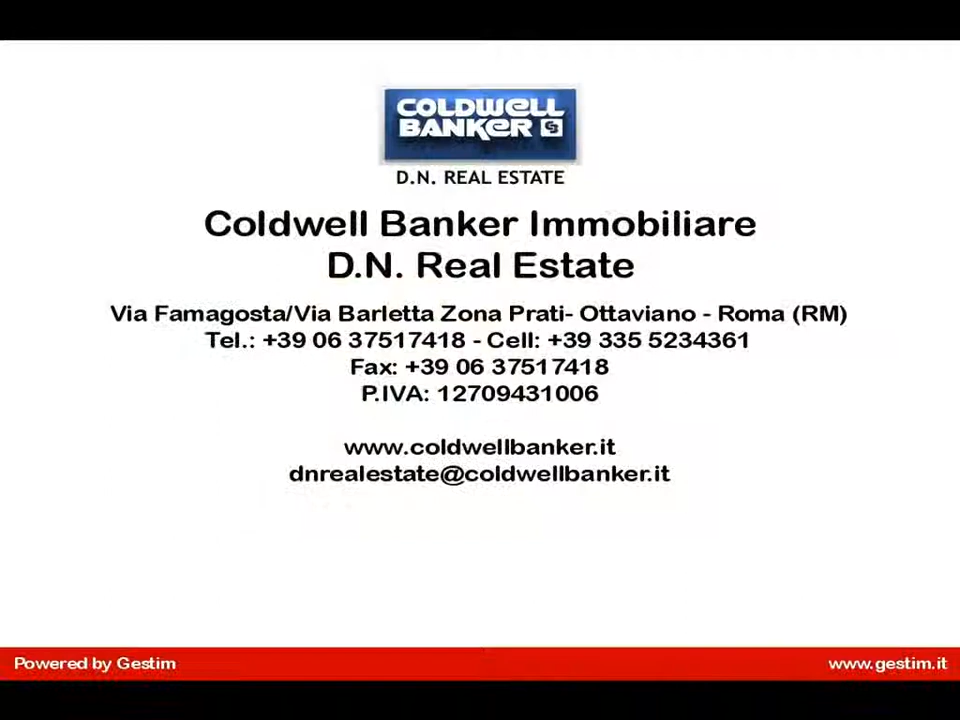 COLDWELL
BANKER CB
D.N. REAL ESTATE
Coldwell Banker Immobiliare
D.N. Real Estate
Via Famagosta/Via Barletta Zona Prati- Ottaviano - Roma (RM)
Tel.: +39 06 37517418 - Cell: +39 335 5234361
Fax: +39 06 37517418
P.IVA: 12709431006
www.coldwellbanker.it
dnrealestate@coldwellbanker.it
Powered by Gestim
www.gestim.it